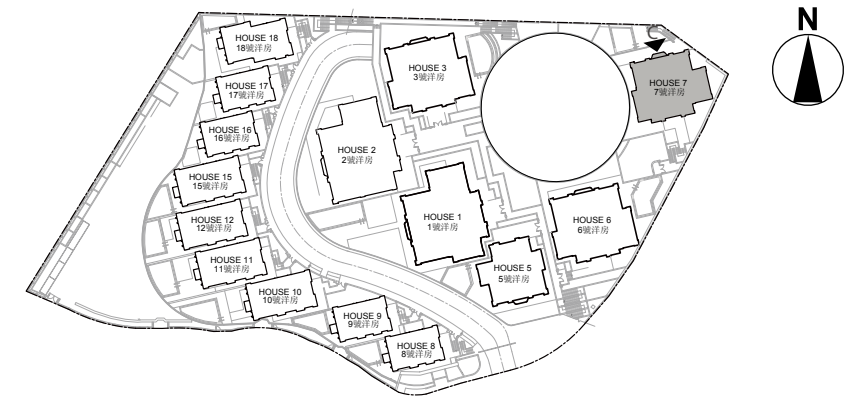 N
HOUSE 18
18號洋房
HOUSE 3
3號洋房
HOUSE 7
7號洋房
HOUSE 17
17號洋房
HOUSE 16
16號洋房
HOUSE 2
2號洋房
HOUSE 15
15號洋房
HOUSE 12
12號洋房
HOUSE 1
1號洋房
HOUSE 6
6號洋房
HOUSE 11
11號洋房
HOUSE 5
5號洋房
HOUSE 10
10號洋房
HOUSE 9
9號洋房
HOUSE 8
8號洋房